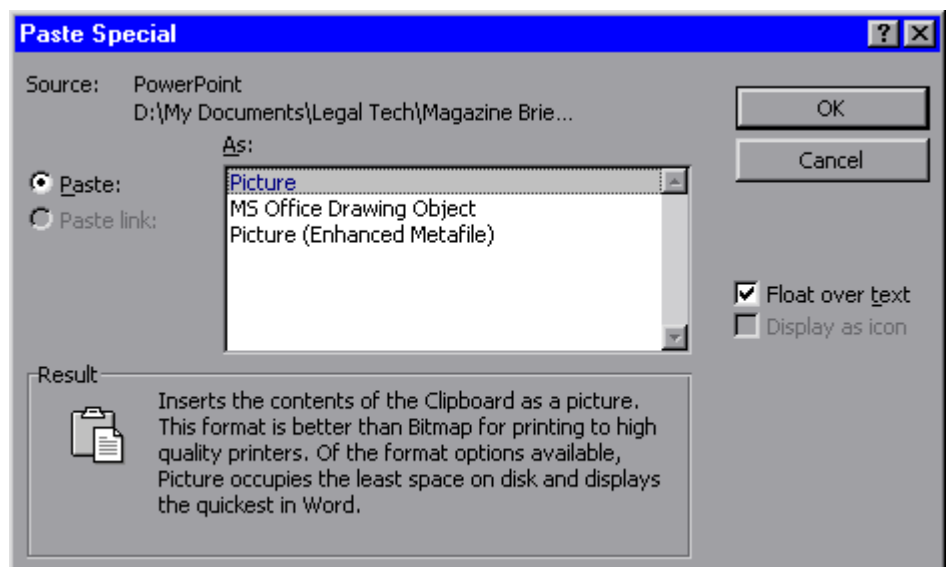 Paste Special
Source: PowerPoint
D:\My Documents\Legal Tech\Magazine Brie...
As:
Paste:
Paste link:
Picture
MS Office Drawing Object
Picture (Enhanced Metafile)
OK
Cancel
Float over text
Display as icon
Result
Inserts the contents of the Clipboard as a picture.
This format is better than Bitmap for printing to high
quality printers. Of the format options available,
Picture occupies the least space on disk and displays
the quickest in Word.